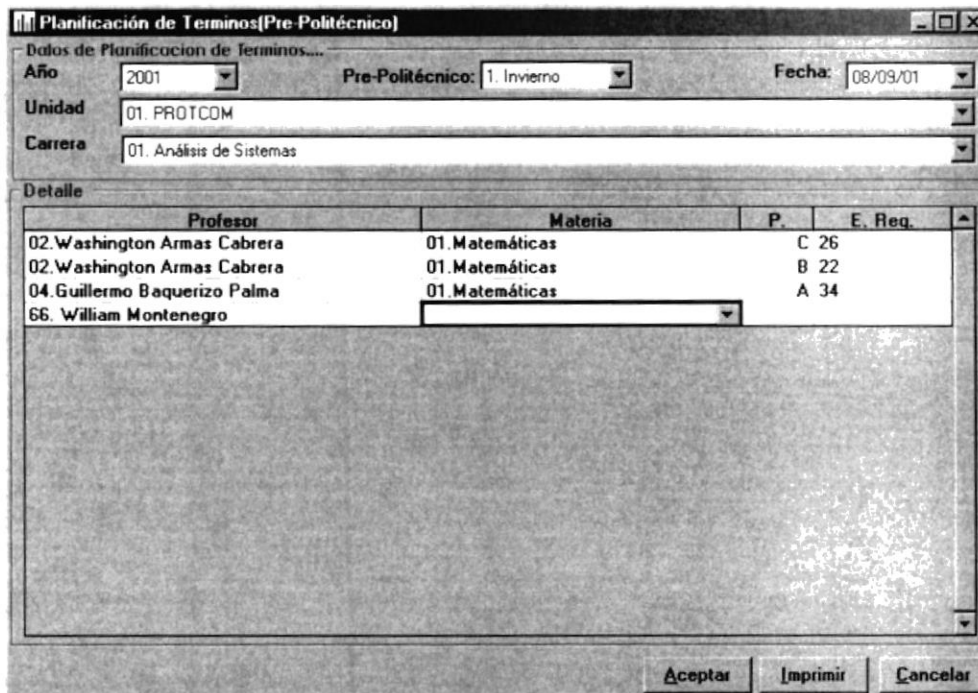 Planificación de Terminos(Pre-Politécnico)
Datos de Planificacion de Terminos....
Año 2001 Pre-Politécnico: 1. Invierno Fecha: 08/09/01
Unidad 01. PROTCOM
Carrera 01. Análisis de Sistemas
Detalle
Profesor Materia P. E. Req.
02.Washington Armas Cabrera 01.Matemáticas C 26
02.Washington Armas Cabrera 01.Matemáticas B 22
04.Guillermo Baquerizo Palma 01.Matemáticas A 34
66. William Montenegro
Aceptar Imprimir Cancelar